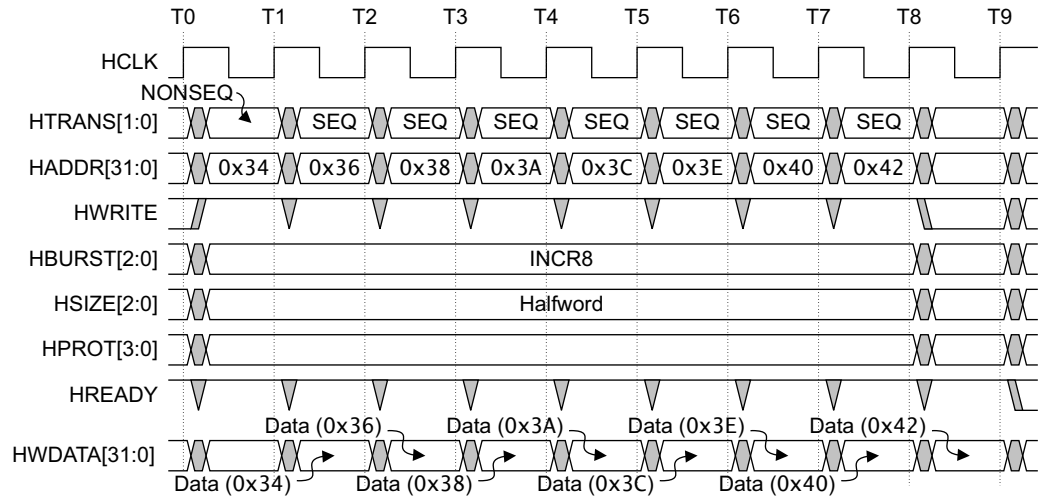 T0 T1 T2 T3 T4 T5 T6 T7 T8 T9
HCLK
NONSEQ
HTRANS[1:0] SEQ SEQ SEQ SEQ SEQ SEQ SEQ
HADDR[31:0] 0x34 0x36 0x38 0x3A 0x3C 0x3E 0x40 0x42
HWRITE
HBURST[2:0] INCR8
HSIZE[2:0] Halfword
HPROT[3:0]
HREADY
Data (0x36) Data (0x3A) Data (0x3E) Data (0x42)
HWDATA[31:0]
Data (0x34) Data (0x38) Data (0x3C) Data (0x40)